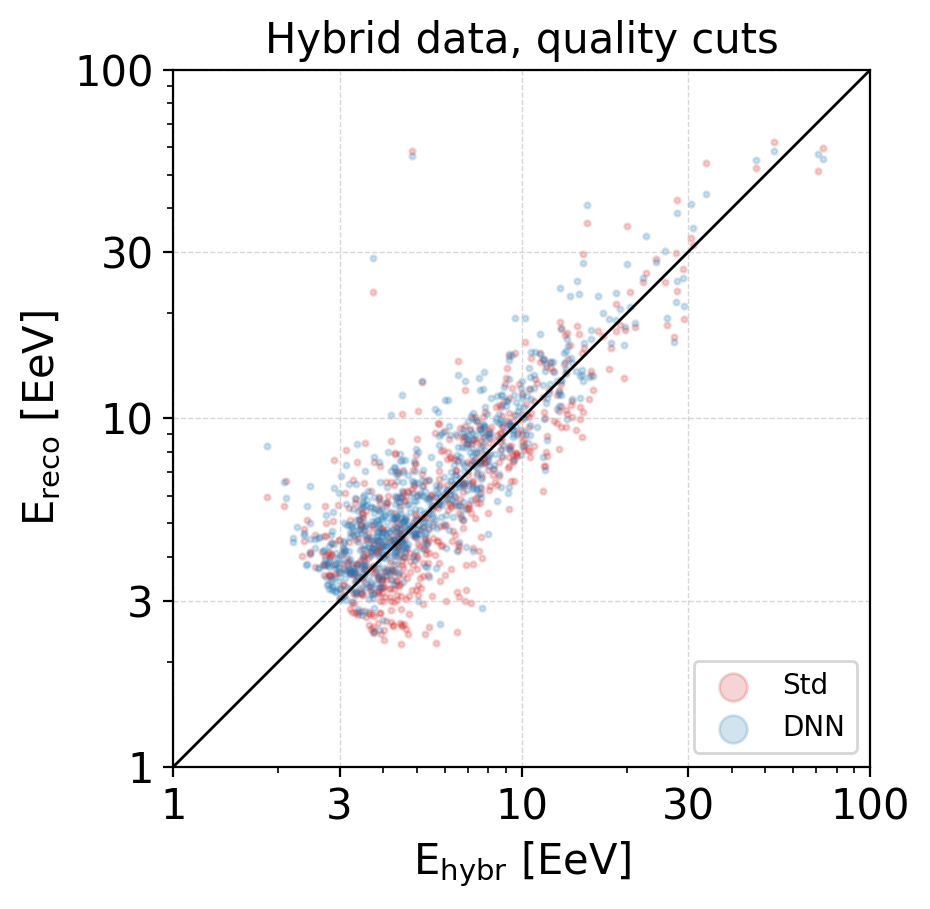 Hybrid data, quality cuts
100
30
10
3
1
E_reco [EeV]
1 3 10 30 100
E_hybr [EeV]
Std
DNN